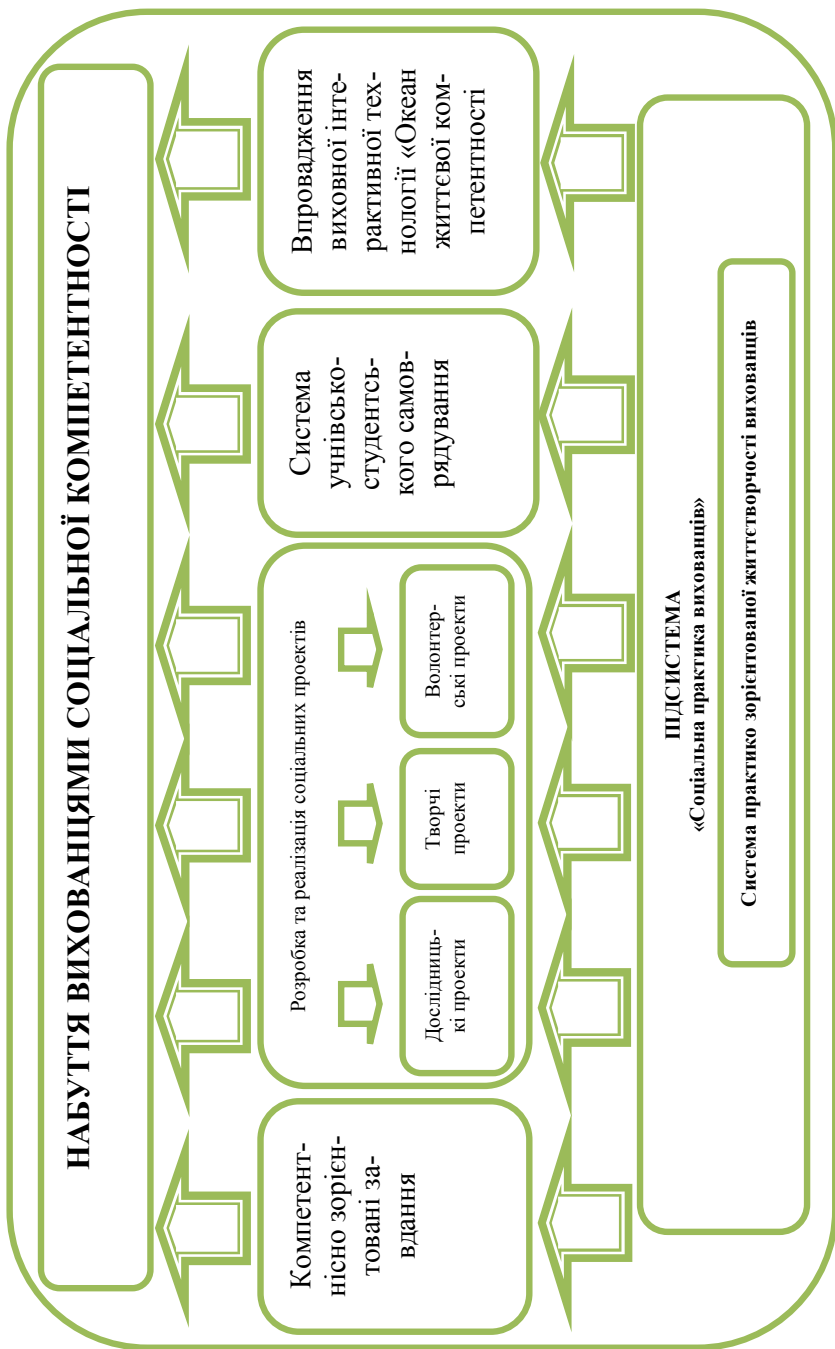 НАБУТТЯ ВИХОВАНЦЯМИ СОЦІАЛЬНОЇ КОМПЕТЕНТНОСТІ
Компетент-
нісно зорієн-
товані за-
вдання
Розробка та реалізація соціальних проектів
Дослідниць-
кі проекти
Творчі
проекти
Волонтер-
ські проекти
Система
учнівсько-
студентсь-
кого самов-
рядування
Впровадження
виховної інте-
рактивної тех-
нології «Океан
життєвої ком-
петентності
ПІДСИСТЕМА
«Соціальна практика вихованців»
Система практико зорієнтованої життєтворчості вихованців